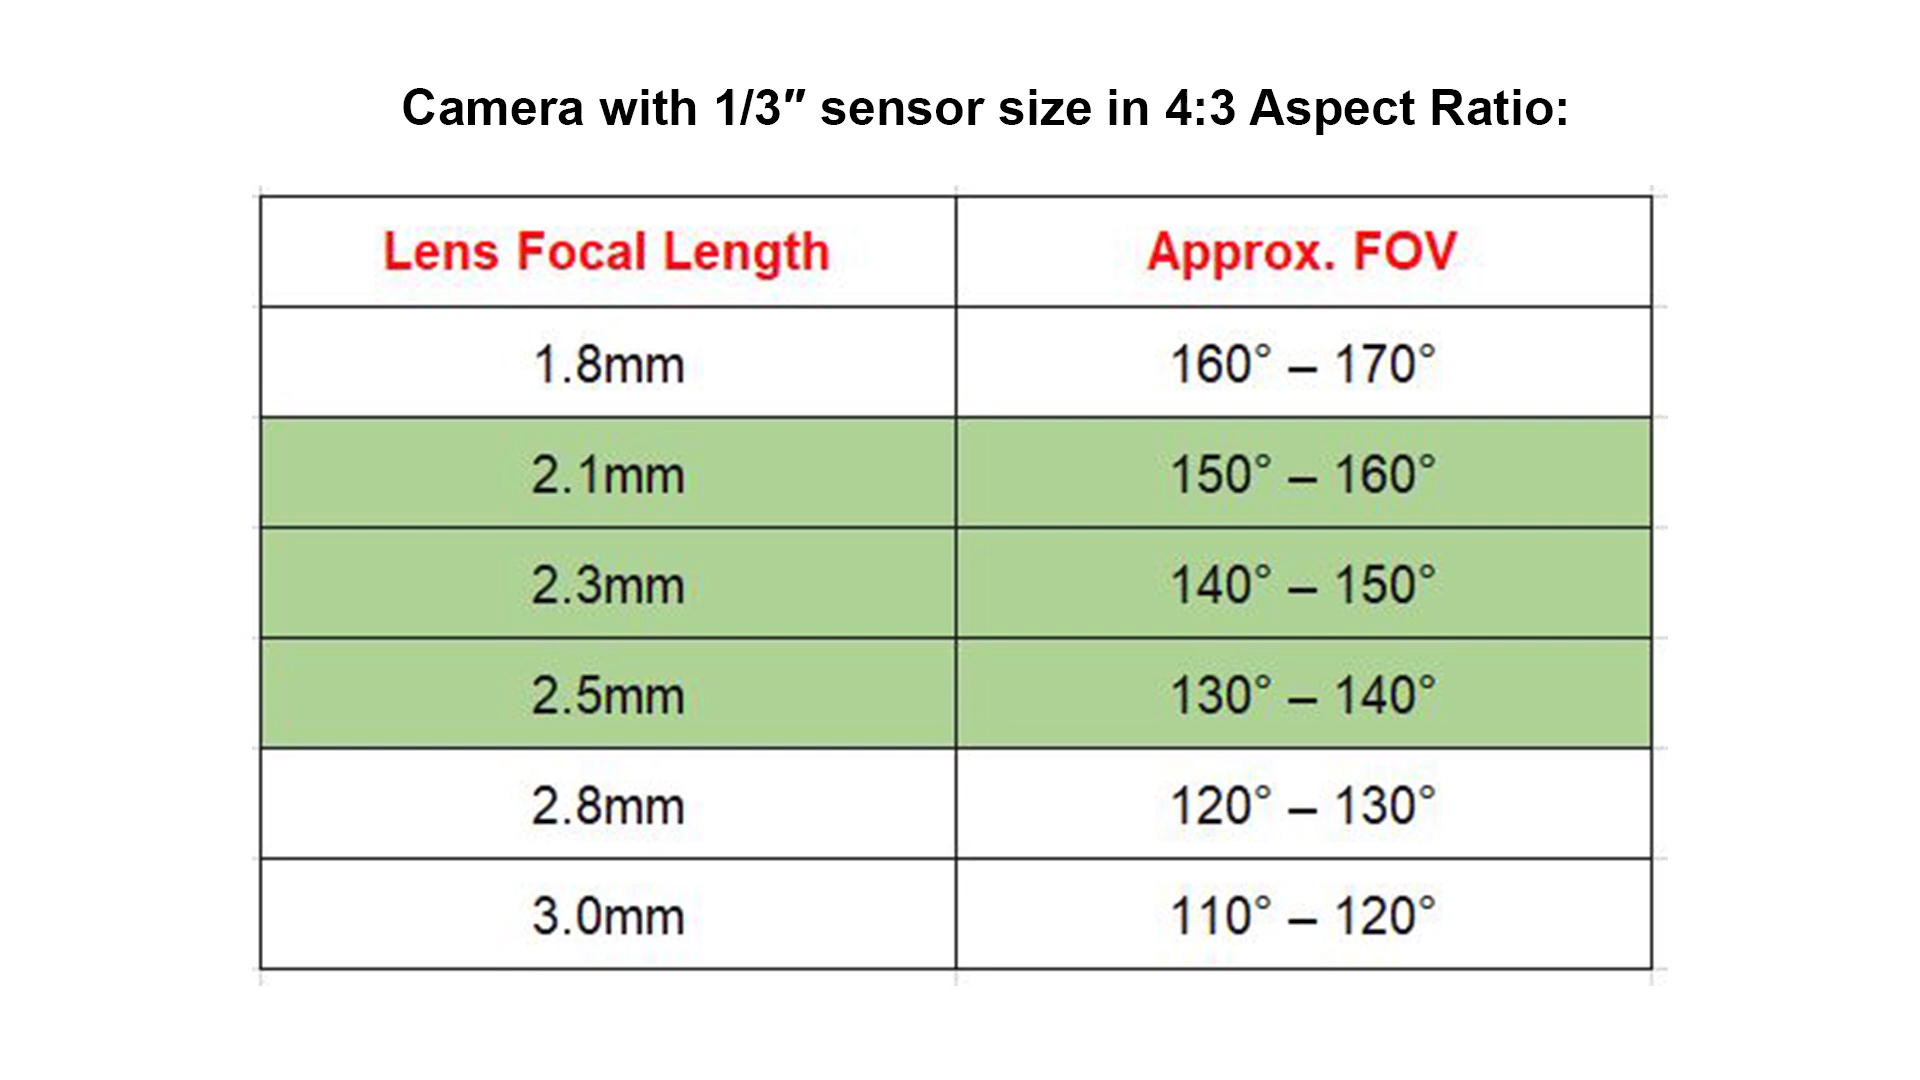 Camera with 1/3″ sensor size in 4:3 Aspect Ratio:
Lens Focal Length Approx. FOV
1.8mm 160° – 170°
2.1mm 150° – 160°
2.3mm 140° – 150°
2.5mm 130° – 140°
2.8mm 120° – 130°
3.0mm 110° – 120°